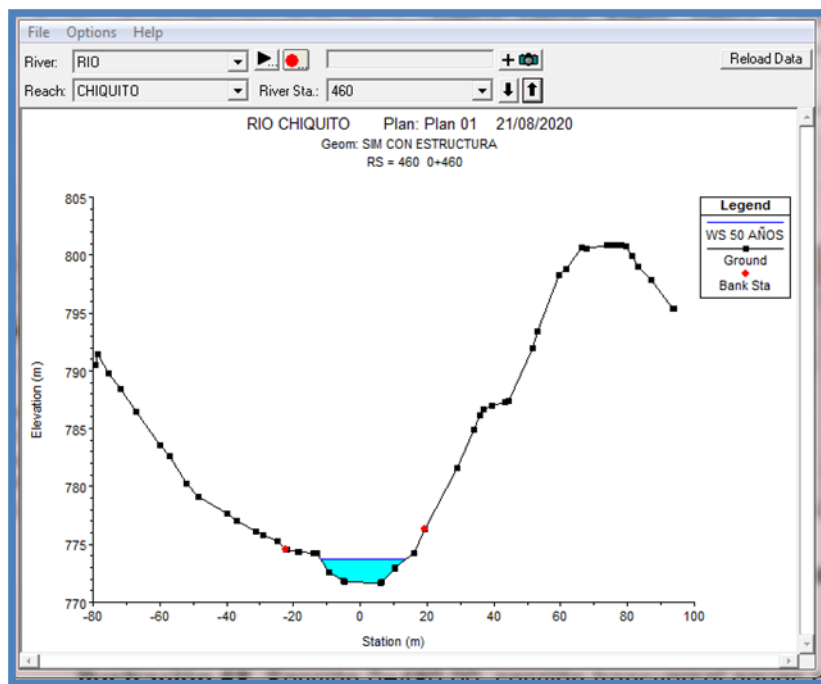 File Options Help
River: RIO
Reload Data
Reach: CHIQUITO River Sta.: 460
RIO CHIQUITO Plan: Plan 01 21/08/2020
Geom: SIM CON ESTRUCTURA
RS = 460 0+460
Legend
WS 50 AÑOS
Ground
Bank Sta
Elevation (m)
805
800
795
790
785
780
775
770
-80 -60 -40 -20 0 20 40 60 80 100
Station (m)